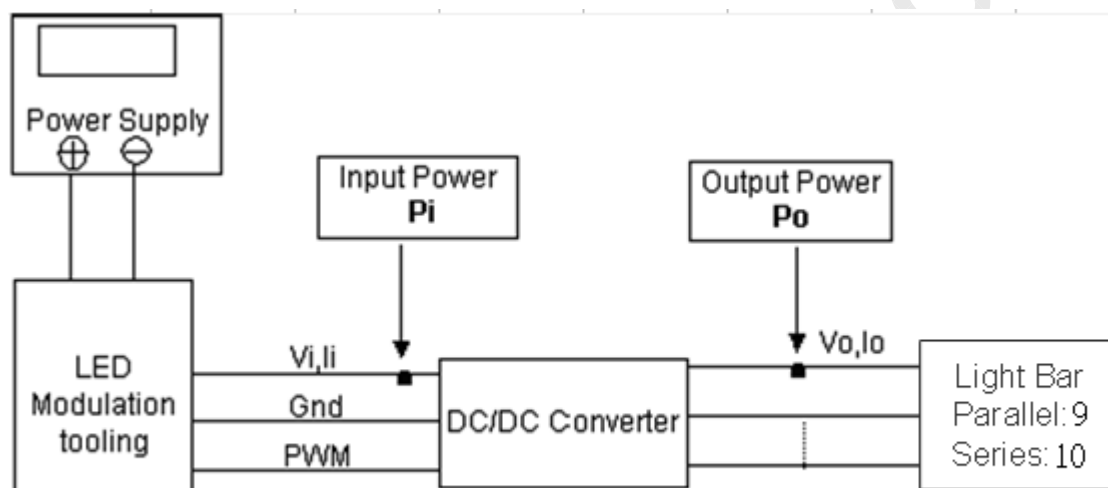 Power Supply
Input Power
Pi
Output Power
Po
LED
Modulation
tooling
Vi,Ii
Gnd
PWM
DC/DC Converter
Vo,Io
Light Bar
Parallel: 9
Series: 10